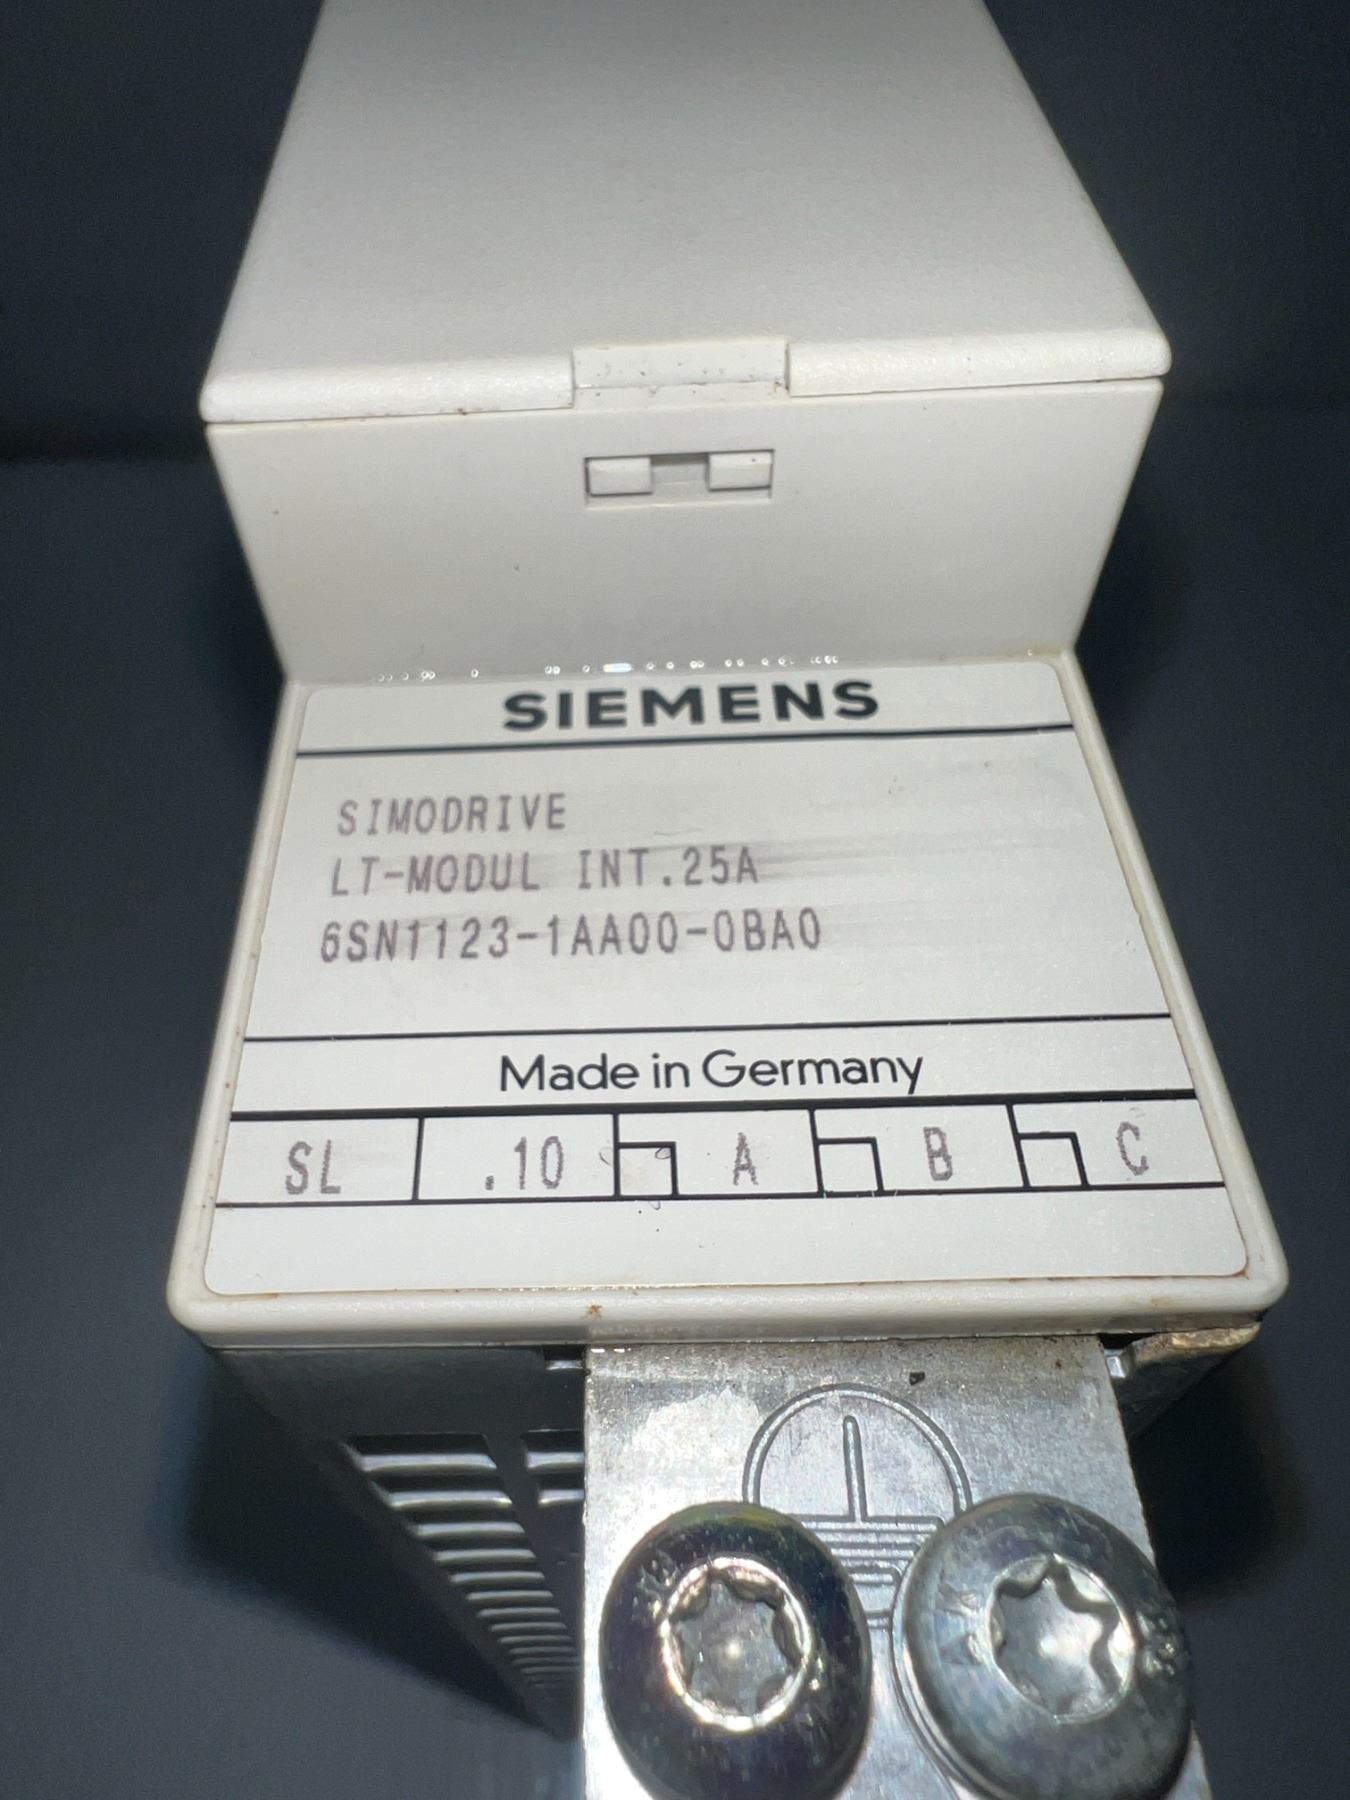 SIEMENS
SIMODRIVE
LT-MODUL INT.25A
6SN1123-1AA00-0BA0
Made in Germany
SL .10 A B C